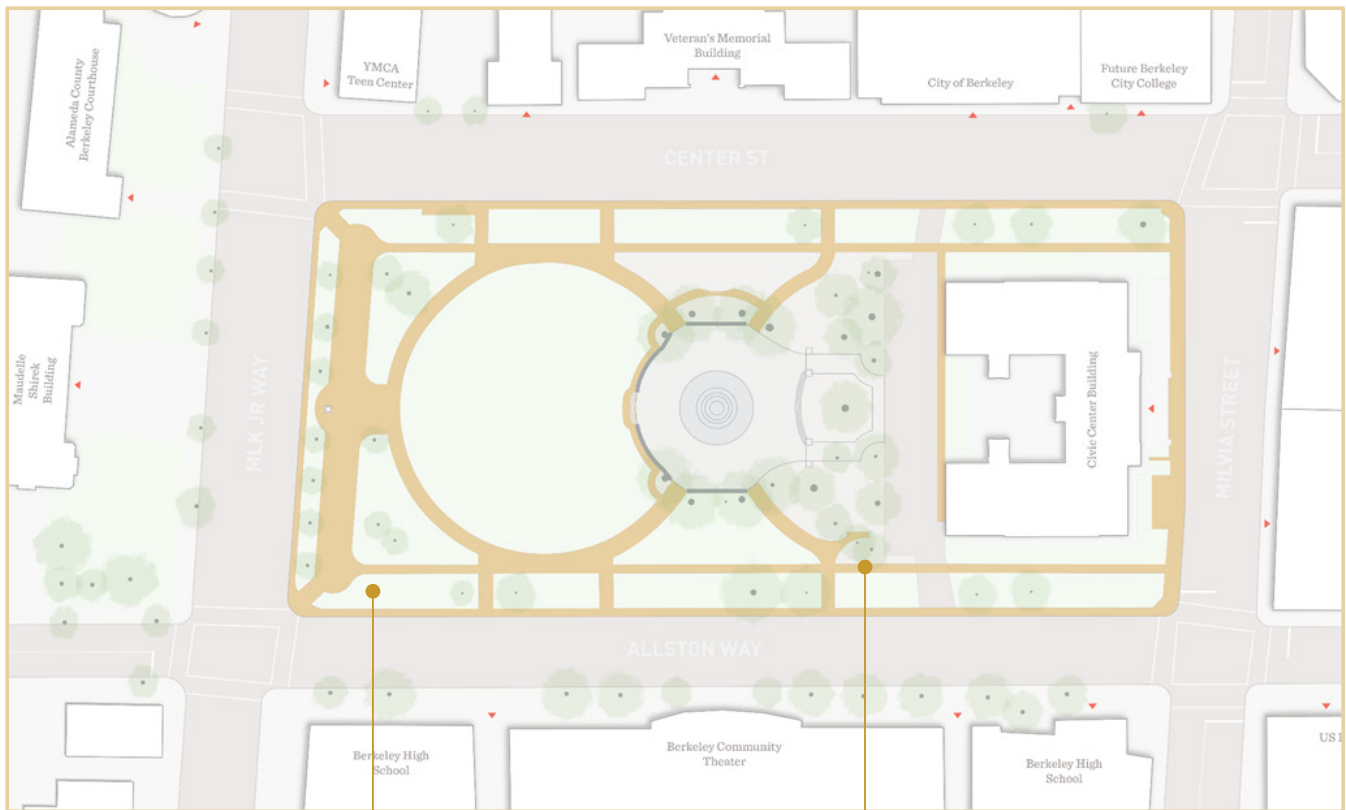 Veteran's Memorial
Building
YMCA
Teen Center
City of Berkeley
Future Berkeley
City College
Alameda County
Berkeley Courthouse
CENTER ST
Maudelle
Shirek
Building
MLK JR WAY
Civic Center Building
MILVIA STREET
ALLSTON WAY
Berkeley High
School
Berkeley Community
Theater
Berkeley High
School
US